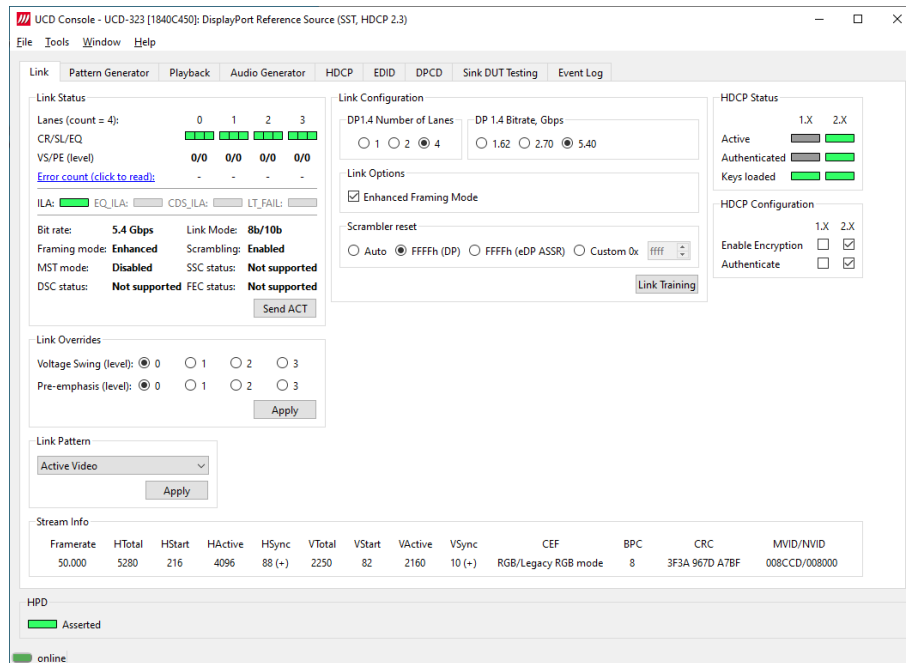 UCD Console - UCD-323 [1840C450]: DisplayPort Reference Source (SST, HDCP 2.3)
File Tools Window Help
Link Pattern Generator Playback Audio Generator HDCP EDID DPCD Sink DUT Testing Event Log
Link Status
Lanes (count = 4): 0 1 2 3
CR/SL/EQ
VS/PE (level) 0/0 0/0 0/0 0/0
Error count (click to read): - - - -
ILA: EQ_ILA: CDS_ILA: LT_FAIL:
Bit rate: 5.4 Gbps Link Mode: 8b/10b
Framing mode: Enhanced Scrambling: Enabled
MST mode: Disabled SSC status: Not supported
DSC status: Not supported FEC status: Not supported
Send ACT
Link Configuration
DP1.4 Number of Lanes DP 1.4 Bitrate, Gbps
1 2 4 1.62 2.70 5.40
Link Options
Enhanced Framing Mode
Scrambler reset
Auto FFFFh (DP) FFFFh (eDP ASSR) Custom 0x ffff
Link Training
HDCP Status
1.X 2.X
Active
Authenticated
Keys loaded
HDCP Configuration
1.X 2.X
Enable Encryption
Authenticate
Link Overrides
Voltage Swing (level): 0 1 2 3
Pre-emphasis (level): 0 1 2 3
Apply
Link Pattern
Active Video
Apply
Stream Info
Framerate HTotal HStart HActive HSync VTotal VStart VActive VSync CEF BPC CRC MVID/NVID
50.000 5280 216 4096 88 (+) 2250 82 2160 10 (+) RGB/Legacy RGB mode 8 3F3A 967D A7BF 008CCD/008000
HPD
Asserted
online